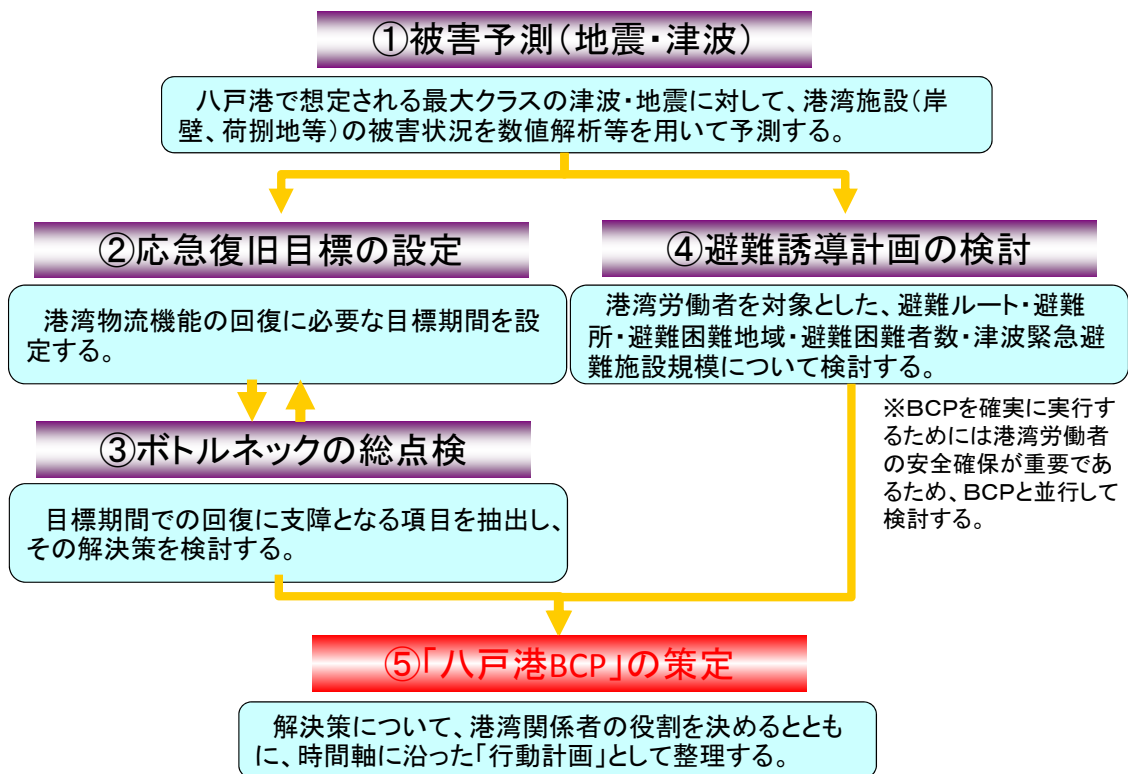 ①被害予測(地震・津波)
八戸港で想定される最大クラスの津波・地震に対して、港湾施設(岸
壁、荷捌地等)の被害状況を数値解析等を用いて予測する。
②応急復旧目標の設定
港湾物流機能の回復に必要な目標期間を設
定する。
③ボトルネックの総点検
目標期間での回復に支障となる項目を抽出し、
その解決策を検討する。
④避難誘導計画の検討
港湾労働者を対象とした、避難ルート・避難
所・避難困難地域・避難困難者数・津波緊急避
難施設規模について検討する。
※BCPを確実に実行す
るためには港湾労働者
の安全確保が重要であ
るため、BCPと並行して
検討する。
⑤「八戸港BCP」の策定
解決策について、港湾関係者の役割を決めるととも
に、時間軸に沿った「行動計画」として整理する。